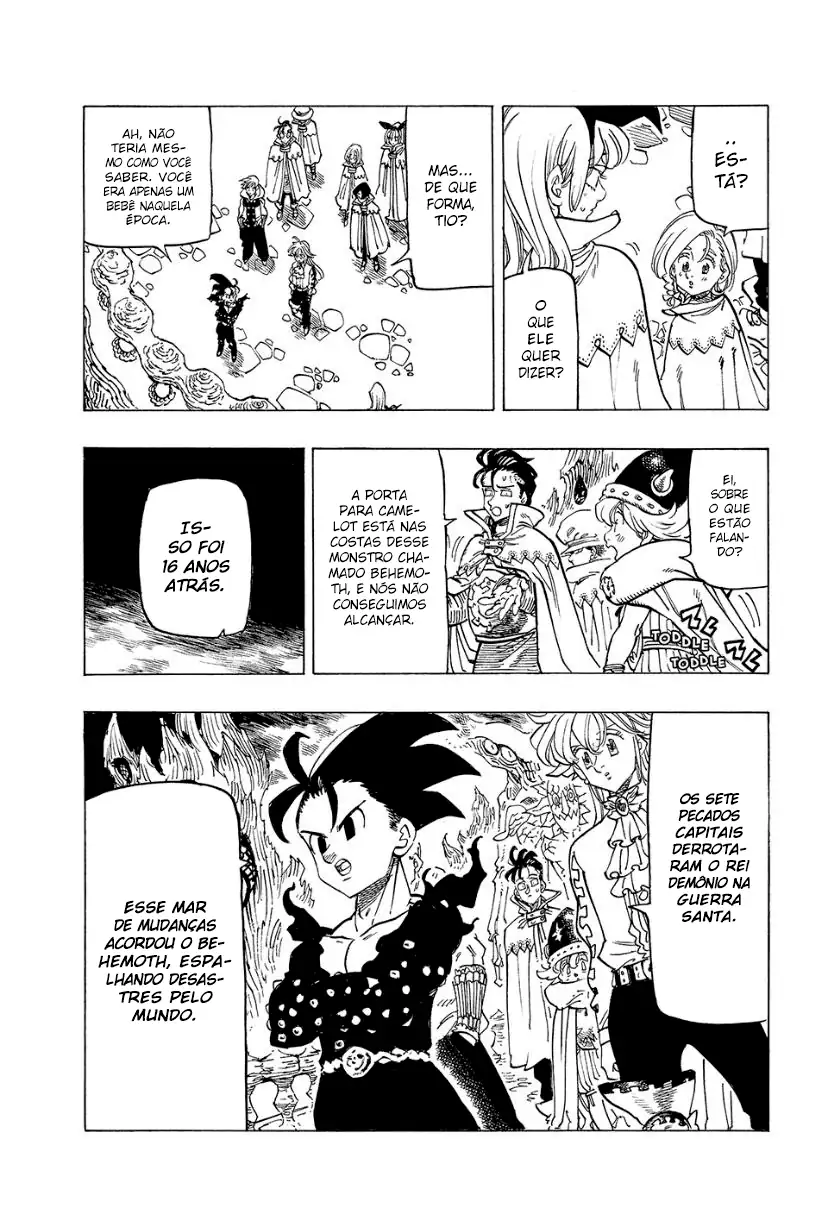 ..
ES-
TÁ?
O
QUE
ELE
QUER
DIZER?
MAS...
DE QUE
FORMA,
TIO?
AH, NÃO
TERIA MES-
MO COMO VOCÊ
SABER. VOCÊ
ERA APENAS UM
BEBÊ NAQUELA
ÉPOCA.
EI,
SOBRE
O QUE
ESTÃO
FALAN-
DO?
TODDLE
TODDLE
A PORTA
PARA CAME-
LOT ESTÁ NAS
COSTAS DESSE
MONSTRO CHA-
MADO BEHEMO-
TH, E NÓS NÃO
CONSEGUIMOS
ALCANÇAR.
IS-
SO FOI
16 ANOS
ATRÁS.
OS SETE
PECADOS
CAPITAIS
DERROTA-
RAM O REI
DEMÔNIO NA
GUERRA
SANTA.
ESSE MAR
DE MUDANÇAS
ACORDOU O BE-
HEMOTH, ESPA-
LHANDO DESAS-
TRES PELO
MUNDO.